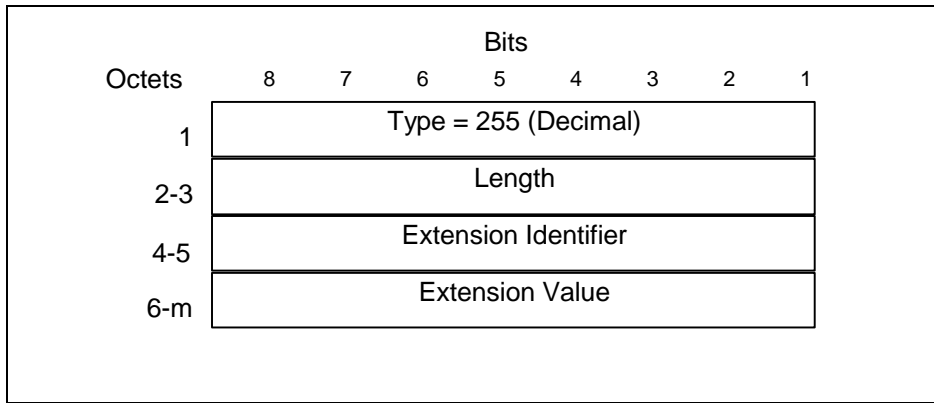 Bits
Octets 8 7 6 5 4 3 2 1
1 Type = 255 (Decimal)
2-3 Length
4-5 Extension Identifier
6-m Extension Value